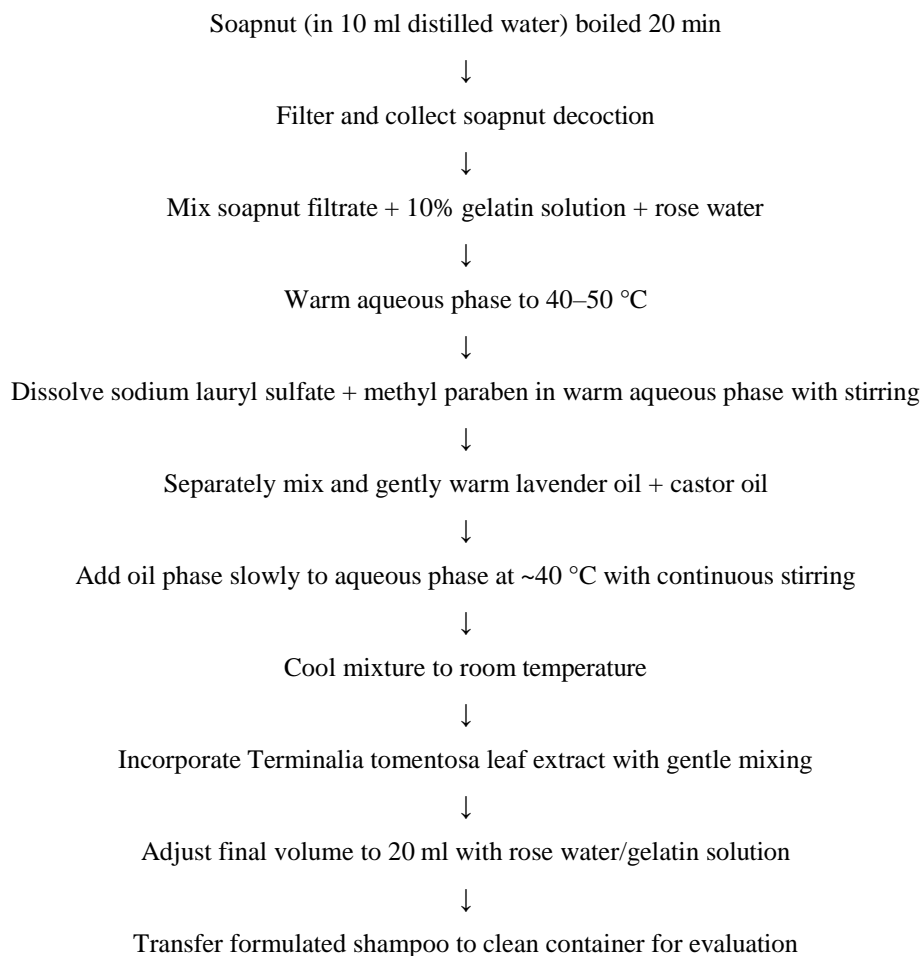 Soapnut (in 10 ml distilled water) boiled 20 min
↓
Filter and collect soapnut decoction
↓
Mix soapnut filtrate + 10% gelatin solution + rose water
↓
Warm aqueous phase to 40–50 °C
↓
Dissolve sodium lauryl sulfate + methyl paraben in warm aqueous phase with stirring
↓
Separately mix and gently warm lavender oil + castor oil
↓
Add oil phase slowly to aqueous phase at ~40 °C with continuous stirring
↓
Cool mixture to room temperature
↓
Incorporate Terminalia tomentosa leaf extract with gentle mixing
↓
Adjust final volume to 20 ml with rose water/gelatin solution
↓
Transfer formulated shampoo to clean container for evaluation